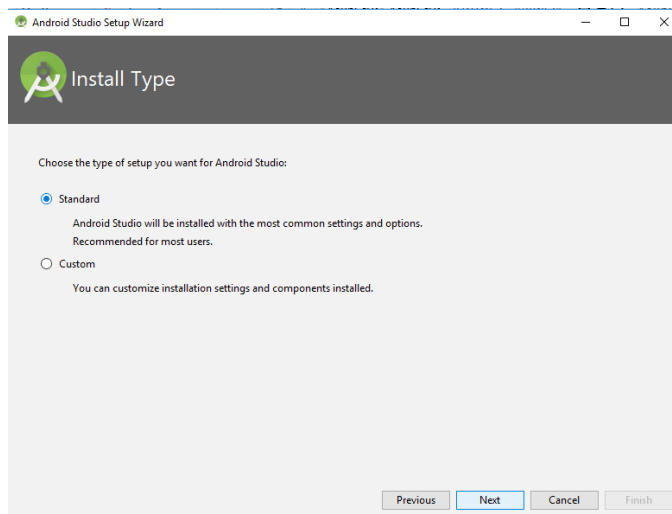 Android Studio Setup Wizard
Install Type
Choose the type of setup you want for Android Studio:
Standard
Android Studio will be installed with the most common settings and options.
Recommended for most users.
Custom
You can customize installation settings and components installed.
Previous Next Cancel Finish